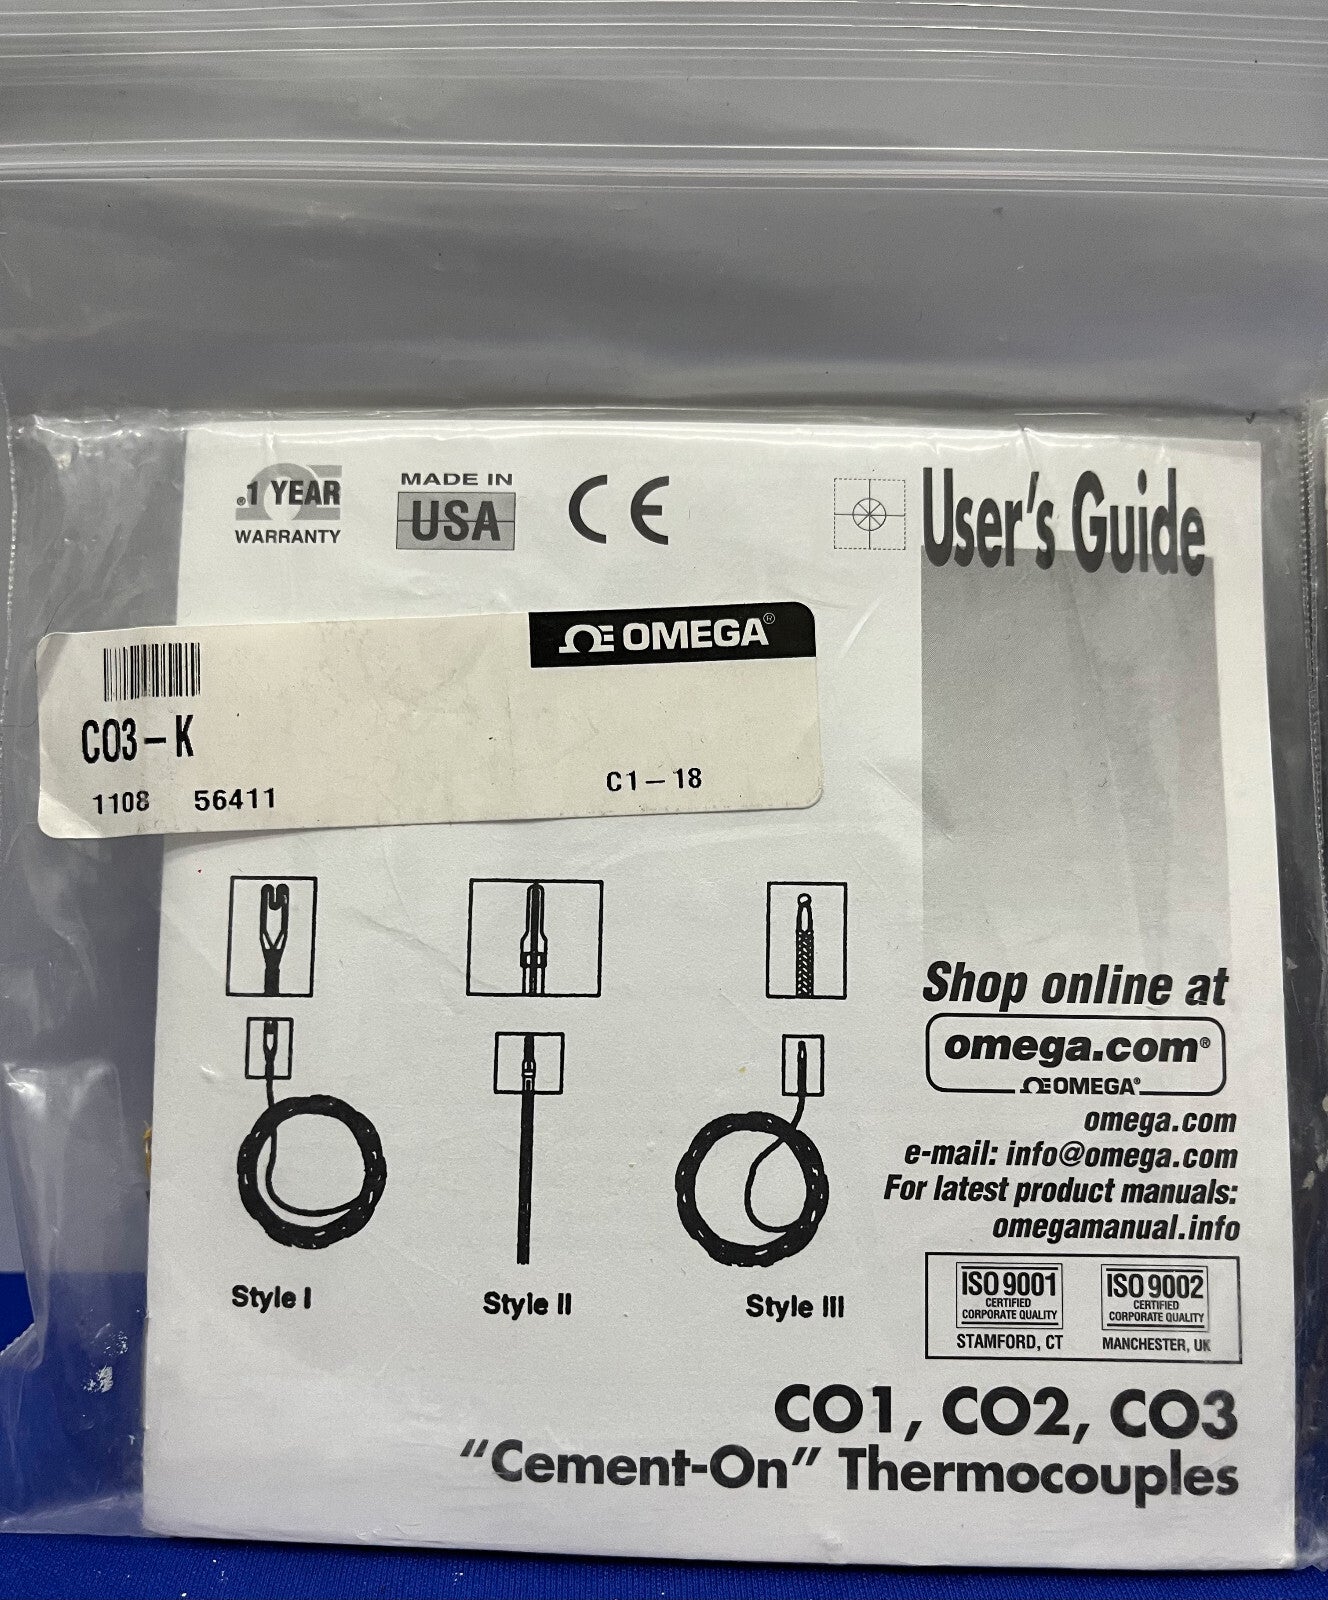 ® 1 YEAR
WARRANTY
MADE IN
USA
CE
User's Guide
ΩE OMEGA®
CO3-K
1108 56411
C1-18
Style I
Style II
Style III
Shop online at
omega.com®
ΩE OMEGA®
omega.com
e-mail: info@omega.com
For latest product manuals:
omegamanual.info
ISO 9001
CERTIFIED
CORPORATE QUALITY
STAMFORD, CT
ISO 9002
CERTIFIED
CORPORATE QUALITY
MANCHESTER, UK
CO1, CO2, CO3
"Cement-On" Thermocouples